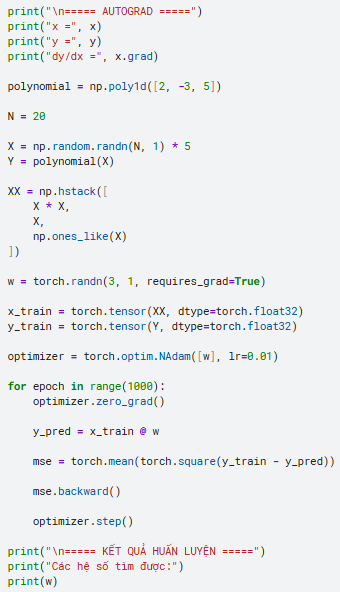 print("\n===== AUTOGRAD =====")
print("x =", x)
print("y =", y)
print("dy/dx =", x.grad)
polynomial = np.poly1d([2, -3, 5])
N = 20
X = np.random.randn(N, 1) * 5
Y = polynomial(X)
XX = np.hstack([
    X * X,
    X,
    np.ones_like(X)
])
w = torch.randn(3, 1, requires_grad=True)
x_train = torch.tensor(XX, dtype=torch.float32)
y_train = torch.tensor(Y, dtype=torch.float32)
optimizer = torch.optim.NAdam([w], lr=0.01)
for epoch in range(1000):
    optimizer.zero_grad()
    y_pred = x_train @ w
    mse = torch.mean(torch.square(y_train - y_pred))
    mse.backward()
    optimizer.step()
print("\n===== KẾT QUẢ HUẤN LUYỆN =====")
print("Các hệ số tìm được:")
print(w)